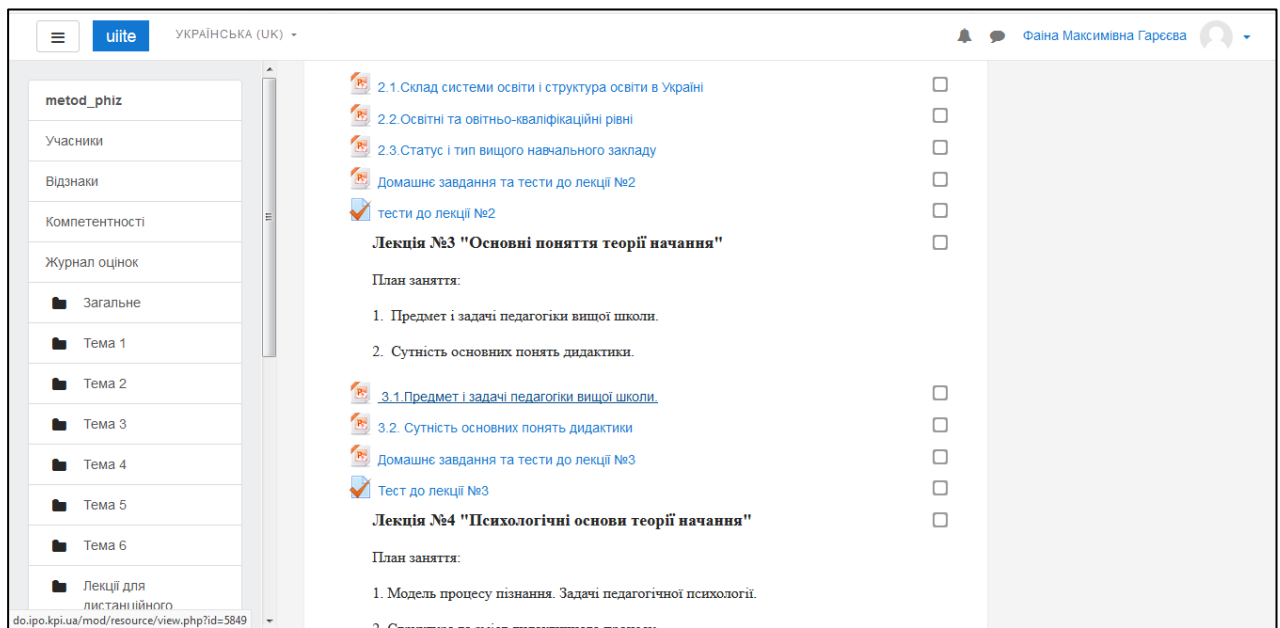 uiite
УКРАЇНСЬКА (UK)
Фаіна Максимівна Гарєєва
metod_phiz
Учасники
Відзнаки
Компетентності
Журнал оцінок
Загальне
Тема 1
Тема 2
Тема 3
Тема 4
Тема 5
Тема 6
Лекції для
дистанційного
do.ipo.kpi.ua/mod/resource/view.php?id=5849
2.1.Склад системи освіти і структура освіти в Україні
2.2.Освітні та овітньо-кваліфікаційні рівні
2.3.Статус і тип вищого навчального закладу
Домашнє завдання та тести до лекції №2
тести до лекції №2
Лекція №3 "Основні поняття теорії начання"
План заняття:
1. Предмет і задачі педагогіки вищої школи.
2. Сутність основних понять дидактики.
3.1.Предмет і задачі педагогіки вищої школи.
3.2. Сутність основних понять дидактики
Домашнє завдання та тести до лекції №3
Тест до лекції №3
Лекція №4 "Психологічні основи теорії начання"
План заняття:
1. Модель процесу пізнання. Задачі педагогічної психології.